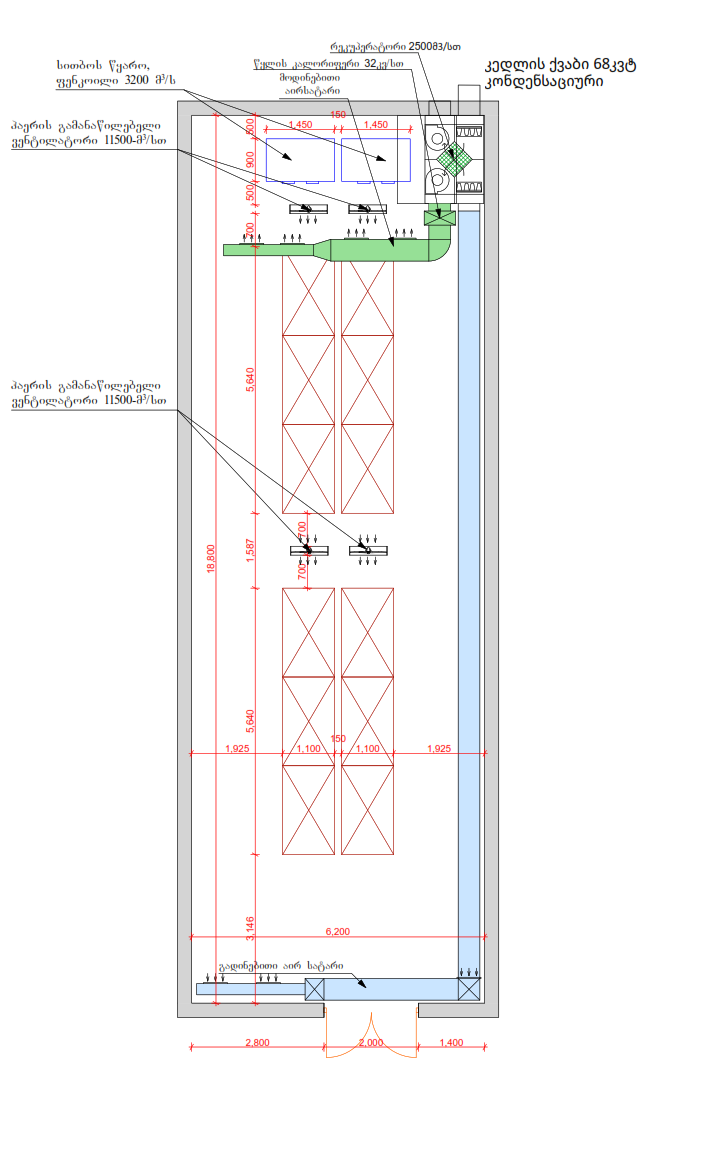 რეკუპერატორი 2500მ3/სთ
წყლის კალორიფერი 32კვ/სთ
მოდინებითი
აირსატარი
სითბოს წყარო,
ფენკოილი 3200 მ³/ს
კედლის ქვაბი 68კვტ
კონდენსაციური
ჰაერის გამანაწილებელი
ვენტილატორი 11500-მ³/სთ
150
1,450
1,450
500
900
500
700
ჰაერის გამანაწილებელი
ვენტილატორი 11500-მ³/სთ
5,640
18,800
1,587
700
700
5,640
150
1,925
1,100
1,100
1,925
3,146
6,200
გადინებითი აირ სატარი
2,800
2,000
1,400